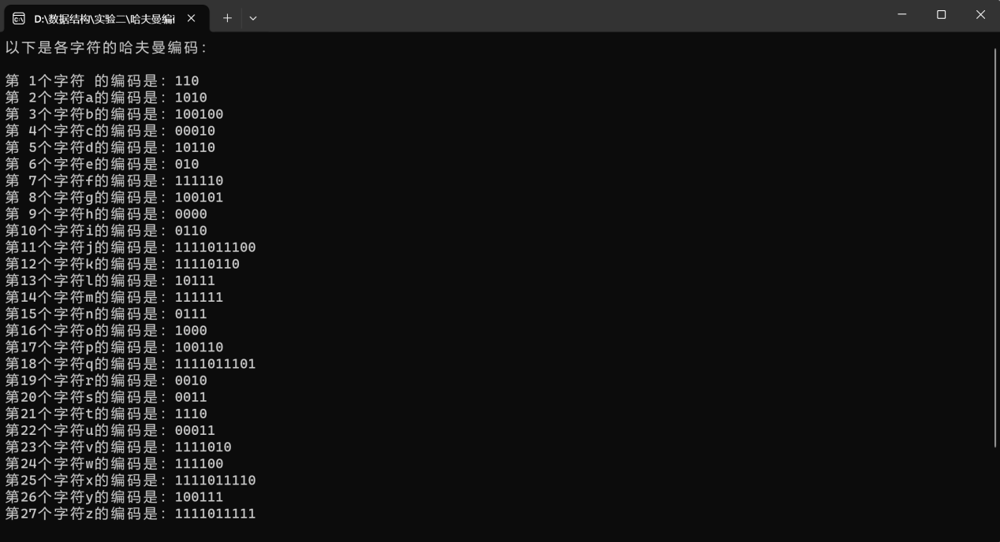 D:\数据结构\实验二\哈夫曼编
以下是各字符的哈夫曼编码：
第 1个字符 的编码是：110
第 2个字符a的编码是：1010
第 3个字符b的编码是：100100
第 4个字符c的编码是：00010
第 5个字符d的编码是：10110
第 6个字符e的编码是：010
第 7个字符f的编码是：111110
第 8个字符g的编码是：100101
第 9个字符h的编码是：0000
第10个字符i的编码是：0110
第11个字符j的编码是：1111011100
第12个字符k的编码是：11110110
第13个字符l的编码是：10111
第14个字符m的编码是：111111
第15个字符n的编码是：0111
第16个字符o的编码是：1000
第17个字符p的编码是：100110
第18个字符q的编码是：1111011101
第19个字符r的编码是：0010
第20个字符s的编码是：0011
第21个字符t的编码是：1110
第22个字符u的编码是：00011
第23个字符v的编码是：1111010
第24个字符w的编码是：111100
第25个字符x的编码是：1111011110
第26个字符y的编码是：100111
第27个字符z的编码是：1111011111